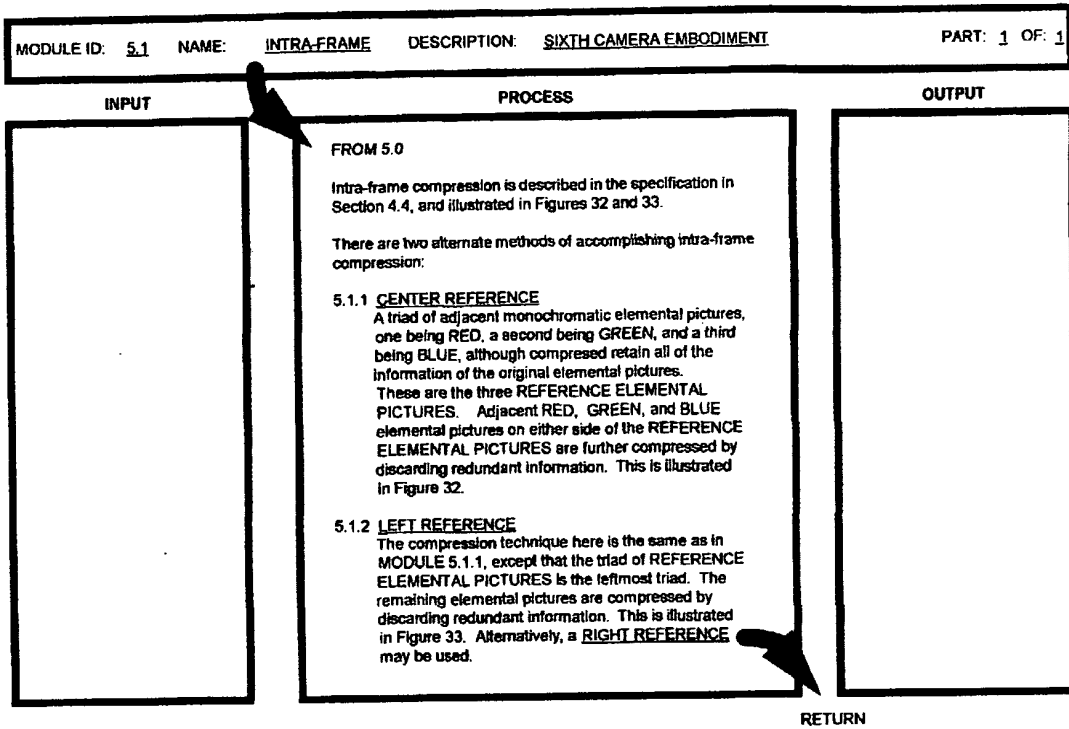 MODULE ID: 5.1 NAME: INTRA-FRAME DESCRIPTION: SIXTH CAMERA EMBODIMENT PART: 1 OF: 1
INPUT PROCESS OUTPUT
FROM 5.0
Intra-frame compression is described in the specification in
Section 4.4, and illustrated in Figures 32 and 33.
There are two alternate methods of accomplishing intra-frame
compression:
5.1.1 CENTER REFERENCE
A triad of adjacent monochromatic elemental pictures,
one being RED, a second being GREEN, and a third
being BLUE, although compresed retain all of the
information of the original elemental pictures.
These are the three REFERENCE ELEMENTAL
PICTURES. Adjacent RED, GREEN, and BLUE
elemental pictures on either side of the REFERENCE
ELEMENTAL PICTURES are further compressed by
discarding redundant information. This is illustrated
in Figure 32.
5.1.2 LEFT REFERENCE
The compression technique here is the same as in
MODULE 5.1.1, except that the triad of REFERENCE
ELEMENTAL PICTURES is the leftmost triad. The
remaining elemental pictures are compressed by
discarding redundant information. This is illustrated
in Figure 33. Alternatively, a RIGHT REFERENCE
may be used.
RETURN